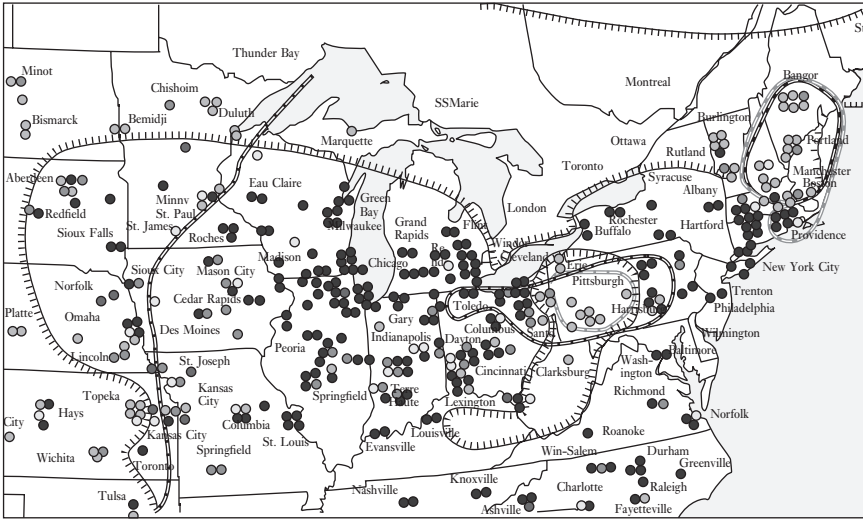 St
Thunder Bay
Minot
Chishoim
Montreal
Bangor
SSMarie
Duluth
Bismarck
Bemidji
Burlington
Marquette
Ottawa
Portland
Rutland
Toronto
Syracuse
Manchester
Aberdeen
Eau Claire
Albany
Boston
Minny
St. Paul
Green
Bay
London
Redfield
St. James
Milwaukee
Grand
Rapids
Flint
Rochester
Buffalo
Hartford
Sioux Falls
Roches
Providence
Madison
Cleveland
Erie
Sioux City
Mason City
Chicago
New York City
Norfolk
Pittsburgh
Trenton
Platte
Cedar Rapids
Toledo
Harrisburg
Philadelphia
Omaha
Gary
Des Moines
Columbus
Wilmington
Indianapolis
Dayton
Peoria
Baltimore
Lincoln
St. Joseph
Clarksburg
Wash-
ington
Cincinnati
Topeka
Kansas
City
Springfield
Terre
Haute
Lexington
Richmond
City
Hays
Columbia
Norfolk
Kansas City
St. Louis
Louisville
Roanoke
Evansville
Wichita
Toronto
Springfield
Win-Salem
Durham
Greenville
Knoxville
Tulsa
Nashville
Charlotte
Raleigh
Ashville
Fayetteville